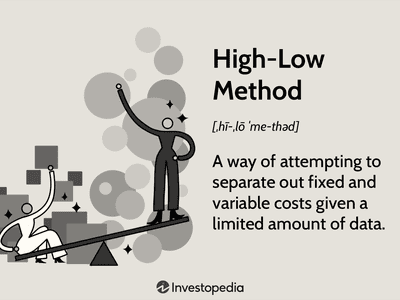 High-Low
Method
[ˌhī-ˌlō ˈme-thəd]
A way of attempting to
separate out fixed and
variable costs given a
limited amount of data.
Investopedia